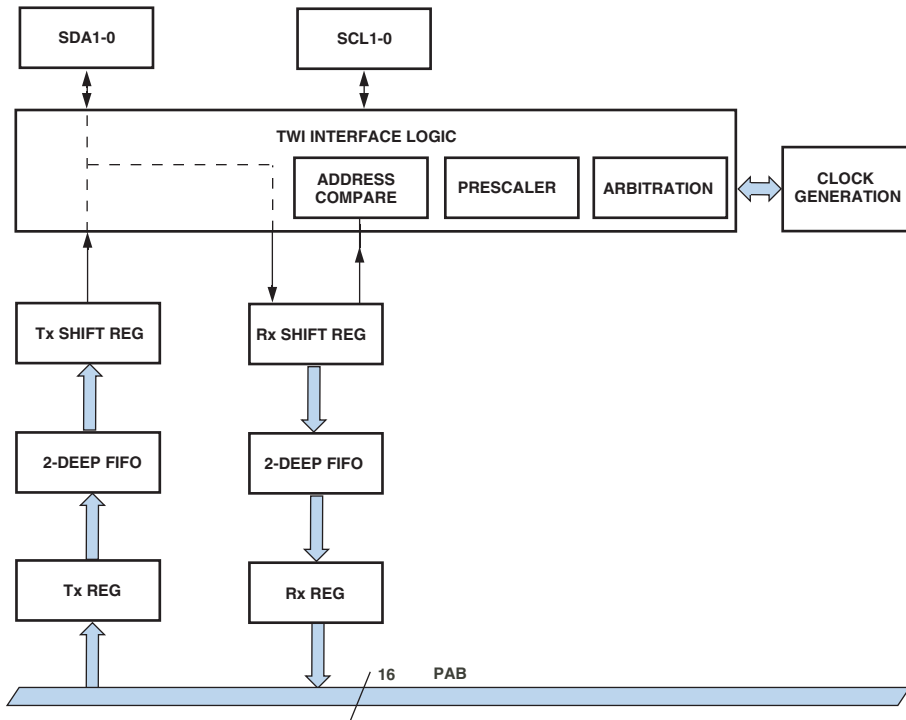 SDA1-0
SCL1-0
TWI INTERFACE LOGIC
ADDRESS
COMPARE
PRESCALER
ARBITRATION
CLOCK
GENERATION
Tx SHIFT REG
Rx SHIFT REG
2-DEEP FIFO
2-DEEP FIFO
Tx REG
Rx REG
16
PAB